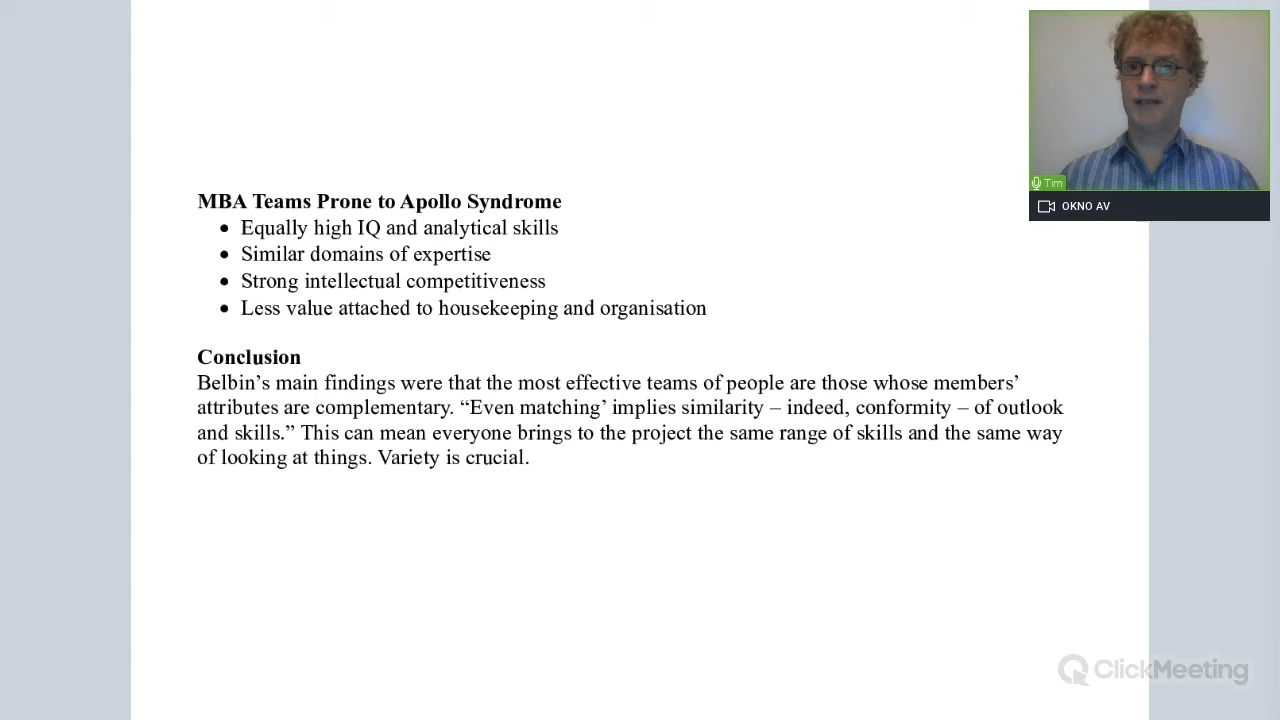 MBA Teams Prone to Apollo Syndrome
• Equally high IQ and analytical skills
• Similar domains of expertise
• Strong intellectual competitiveness
• Less value attached to housekeeping and organisation
Conclusion
Belbin’s main findings were that the most effective teams of people are those whose members’
attributes are complementary. “Even matching’ implies similarity – indeed, conformity – of outlook
and skills.” This can mean everyone brings to the project the same range of skills and the same way
of looking at things. Variety is crucial.
Tim
OKNO AV
ClickMeeting